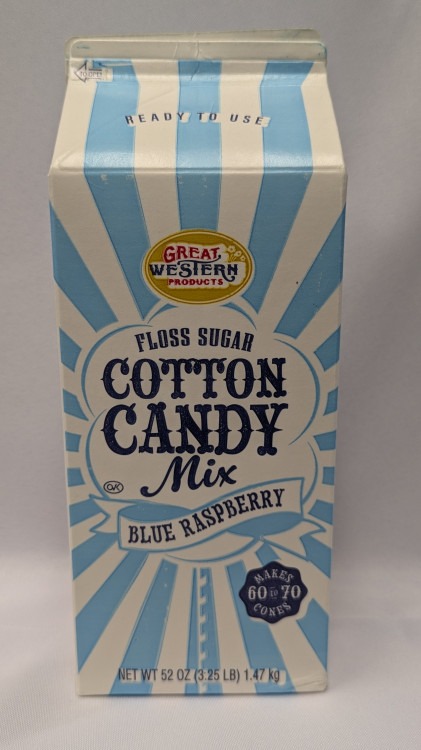 READY TO USE
GREAT
WESTERN
PRODUCTS
FLOSS SUGAR
COTTON
CANDY
Mix
BLUE RASPBERRY
MAKES
60 TO 70
CONES
NET WT 52 OZ (3.25 LB) 1.47 kg